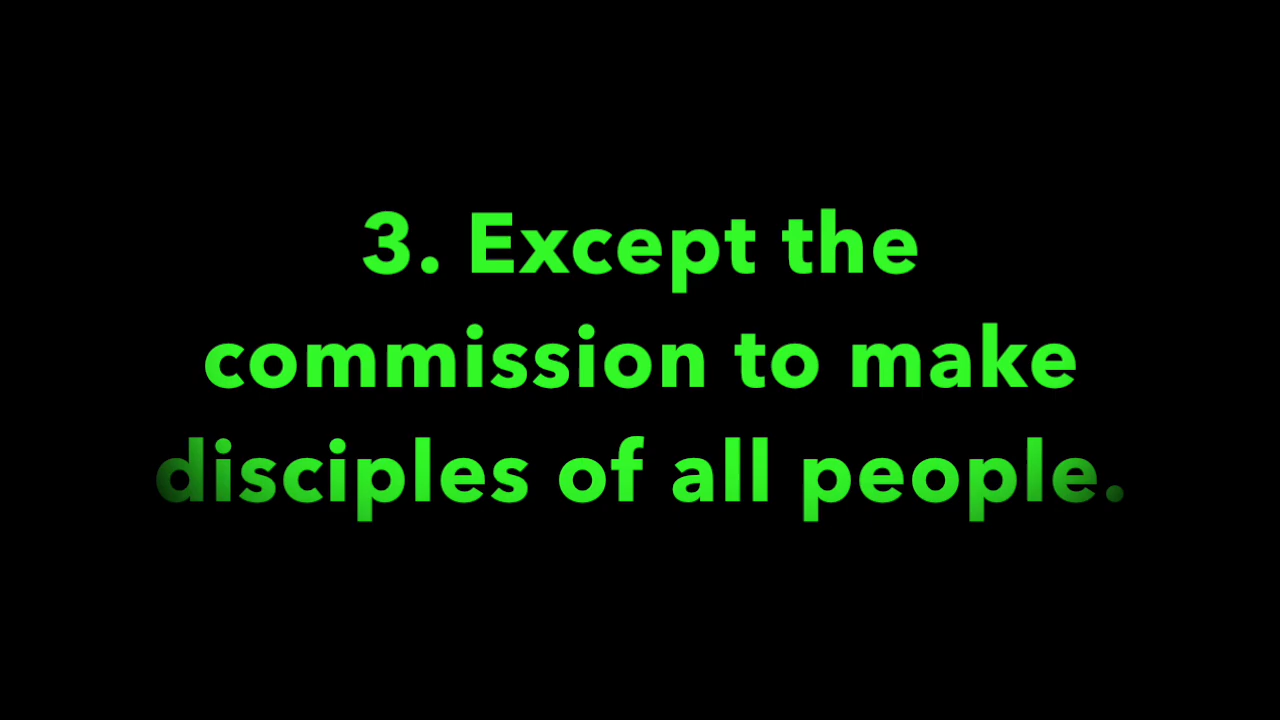 3. Except the
commission to make
disciples of all people.